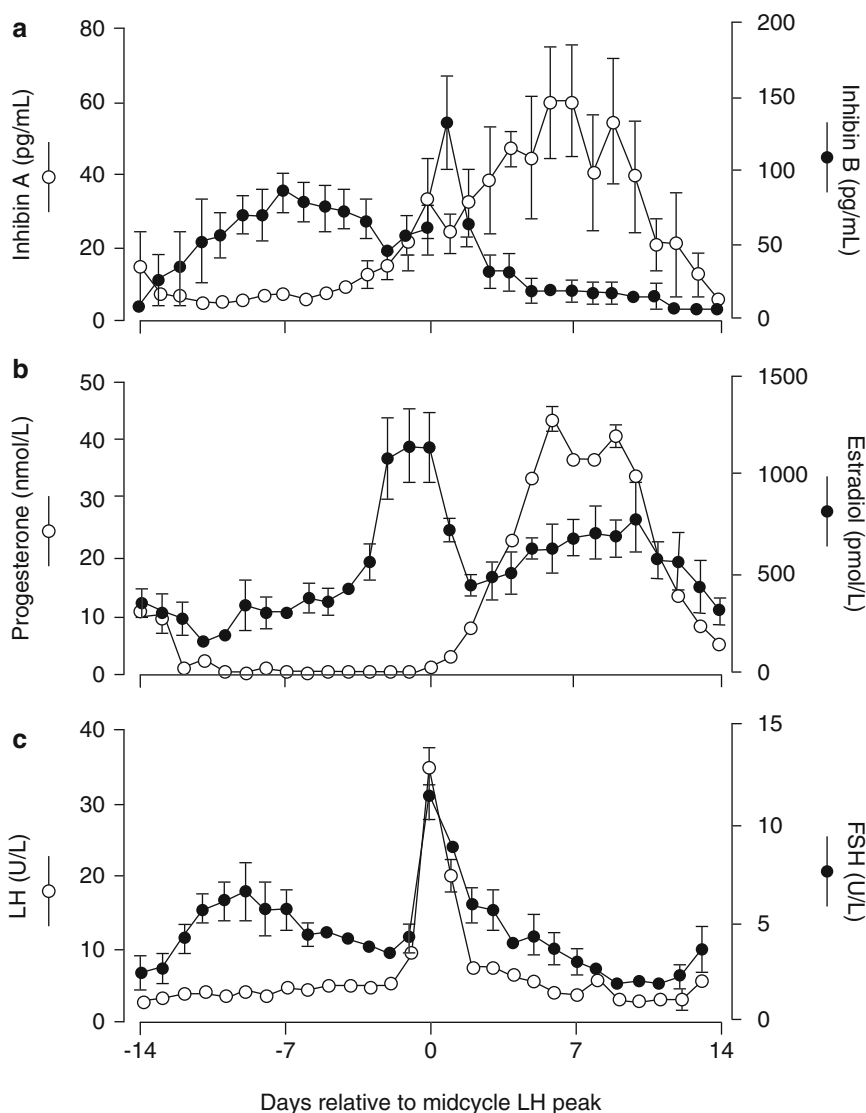 a
80
60
40
20
0
Inhibin A (pg/mL)
200
150
100
50
0
Inhibin B (pg/mL)
b
50
40
30
20
10
0
Progesterone (nmol/L)
1500
1000
500
0
Estradiol (pmol/L)
c
40
30
20
10
0
LH (U/L)
15
10
5
0
FSH (U/L)
-14 -7 0 7 14
Days relative to midcycle LH peak